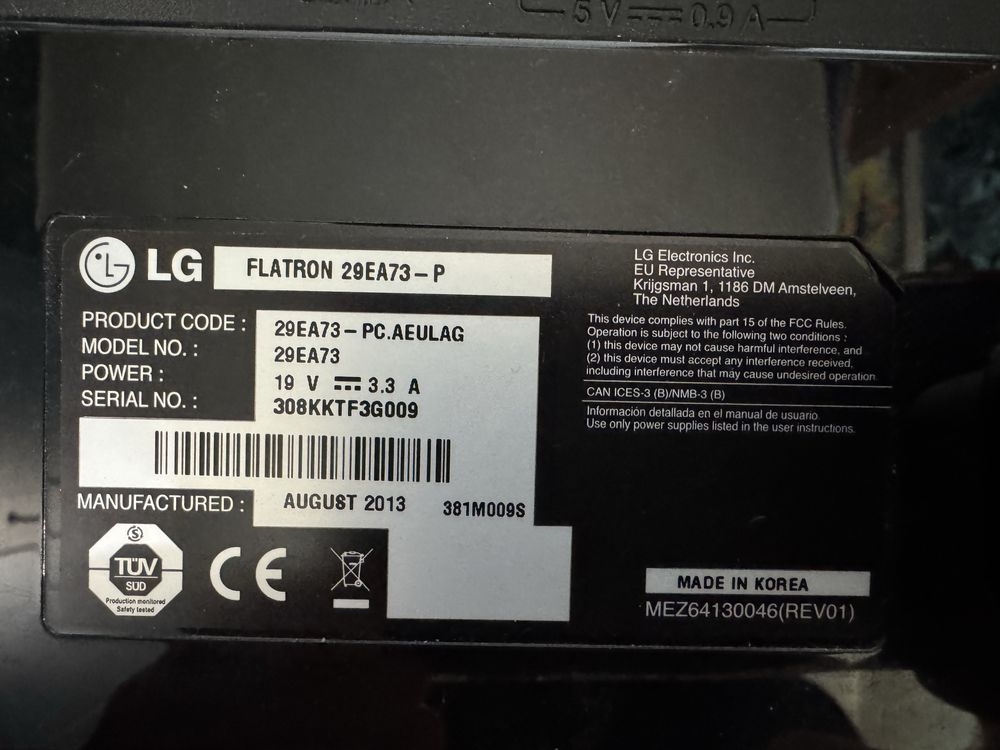 5 V ⎓ 0.9 A
LG FLATRON 29EA73-P
PRODUCT CODE : 29EA73-PC.AEULAG
MODEL NO. : 29EA73
POWER : 19 V ⎓ 3.3 A
SERIAL NO. : 308KKTF3G009
MANUFACTURED : AUGUST 2013 381M009S
TÜV
SÜD
Production monitored
Safety tested
CE
LG Electronics Inc.
EU Representative
Krijgsman 1, 1186 DM Amstelveen,
The Netherlands
This device complies with part 15 of the FCC Rules.
Operation is subject to the following two conditions :
(1) this device may not cause harmful interference, and
(2) this device must accept any interference received,
including interference that may cause undesired operation.
CAN ICES-3 (B)/NMB-3 (B)
Información detallada en el manual de usuario.
Use only power supplies listed in the user instructions.
MADE IN KOREA
MEZ64130046(REV01)